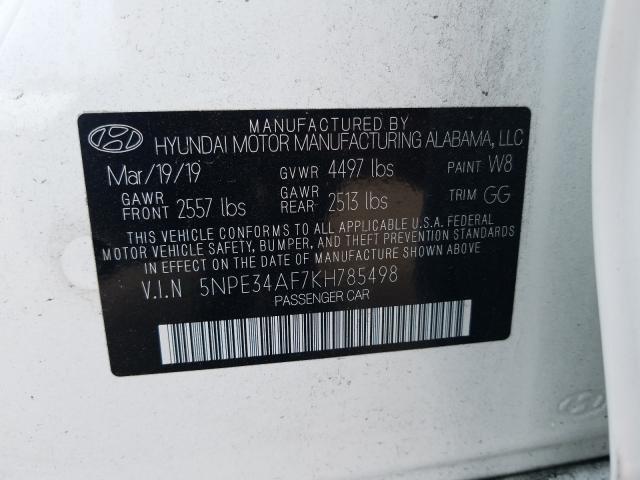 MANUFACTURED BY
HYUNDAI MOTOR MANUFACTURING ALABAMA, LLC
Mar/19/19 GVWR 4497 lbs PAINT W8
GAWR FRONT 2557 lbs GAWR REAR 2513 lbs TRIM GG
THIS VEHICLE CONFORMS TO ALL APPLICABLE U.S.A. FEDERAL
MOTOR VEHICLE SAFETY, BUMPER, AND THEFT PREVENTION STANDARDS
IN EFFECT ON THE DATE OF MANUFACTURE SHOWN ABOVE.
V.I.N 5NPE34AF7KH785498
PASSENGER CAR